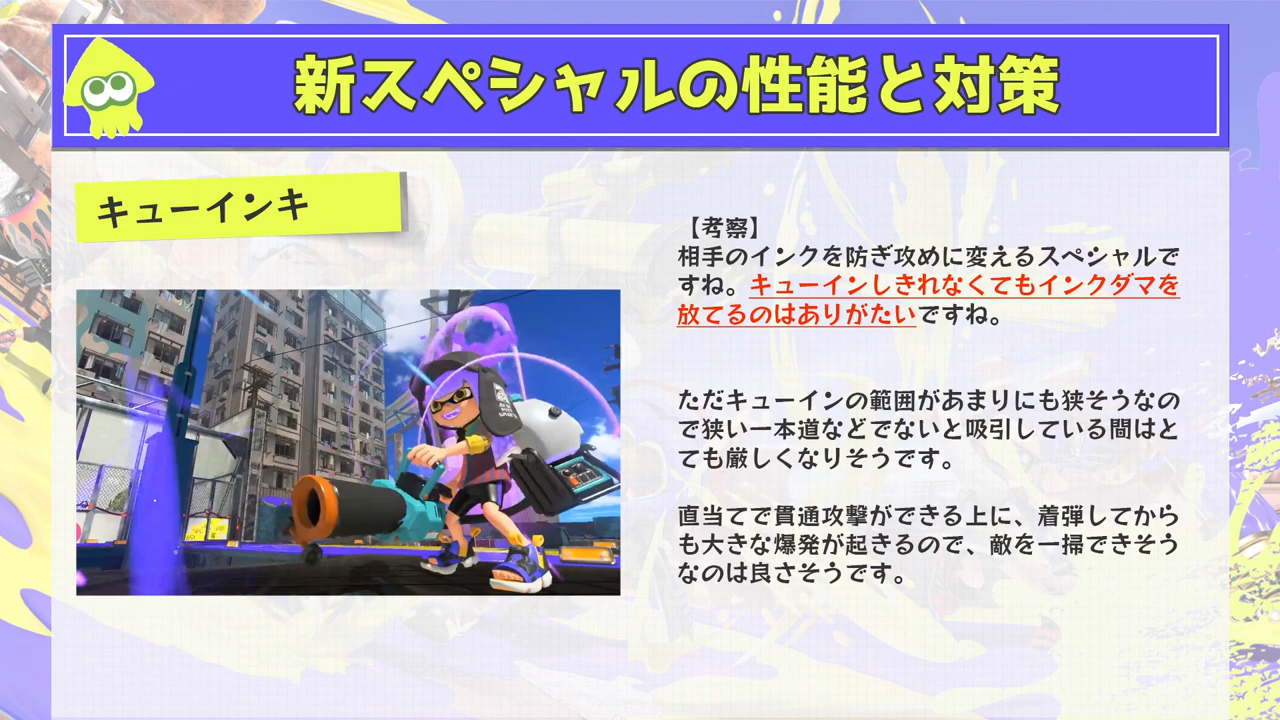 新スペシャルの性能と対策
キューインキ
【考察】
相手のインクを防ぎ攻めに変えるスペシャルで
すね。キューインしきれなくてもインクダマを
放てるのはありがたいですね。
ただキューインの範囲があまりにも狭そうなの
で狭い一本道などでないと吸引している間はと
ても厳しくなりそうです。
直当てで貫通攻撃ができる上に、着弾してから
も大きな爆発が起きるので、敵を一掃できそう
なのは良さそうです。